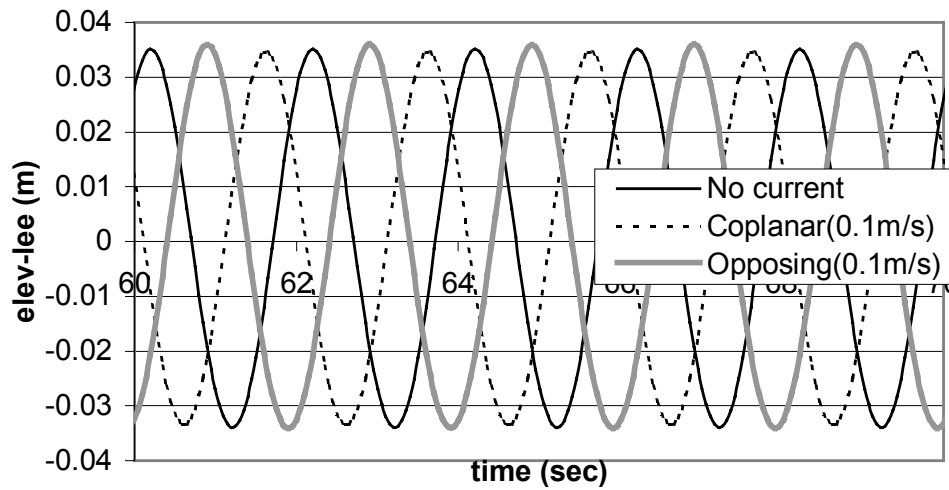 0.04
0.03
0.02
0.01
0
-0.01
-0.02
-0.03
-0.04
elev-lee (m)
60
62
64
No current
Coplanar(0.1m/s)
Opposing(0.1m/s)
time (sec)